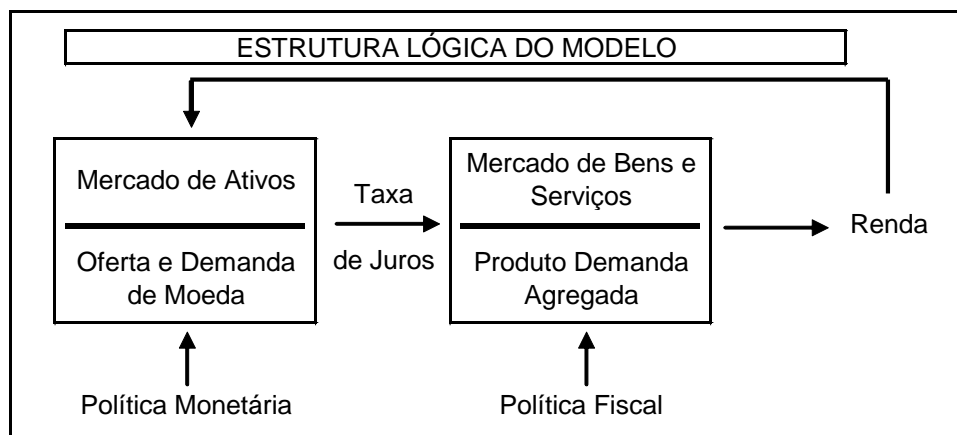 ESTRUTURA LÓGICA DO MODELO
Mercado de Ativos
Oferta e Demanda
de Moeda
Taxa
de Juros
Mercado de Bens e
Serviços
Produto Demanda
Agregada
Renda
Política Monetária
Política Fiscal